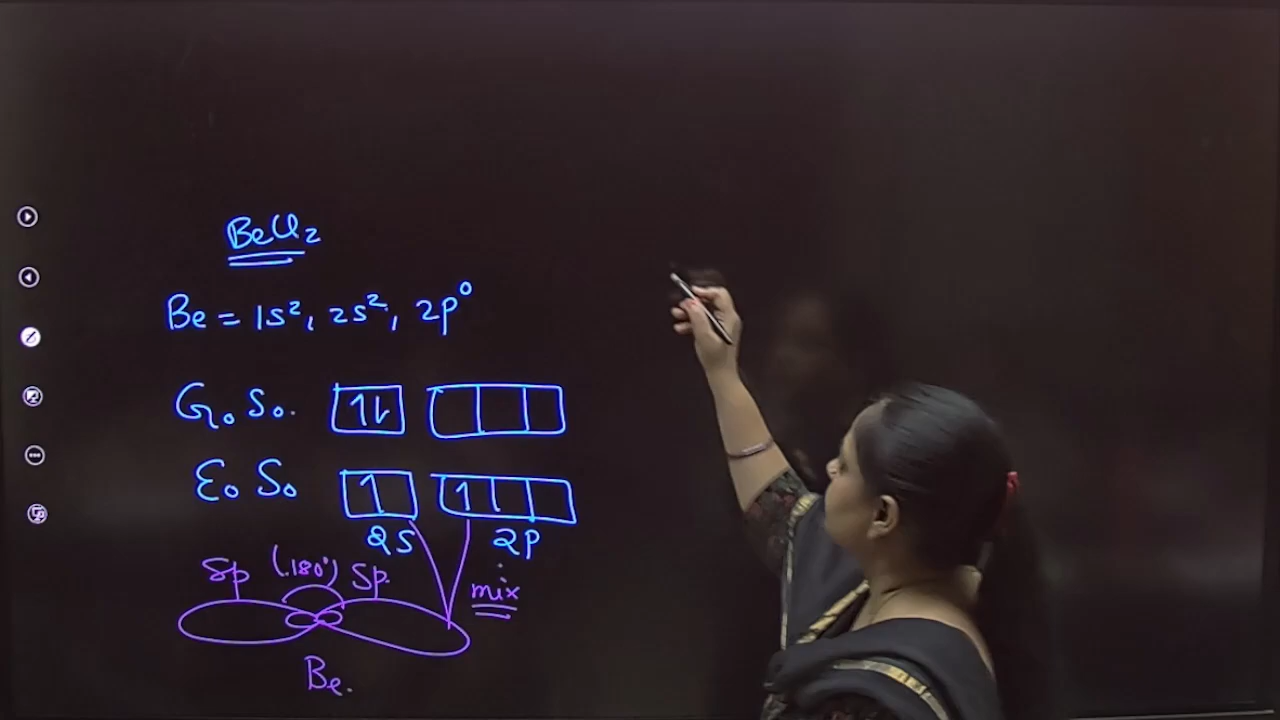 BeCl₂
Be = 1s², 2s², 2p⁰
G.S. ⥮
E.S. ↿ ↿
2s 2p
Sp (180°) Sp mix
Be.